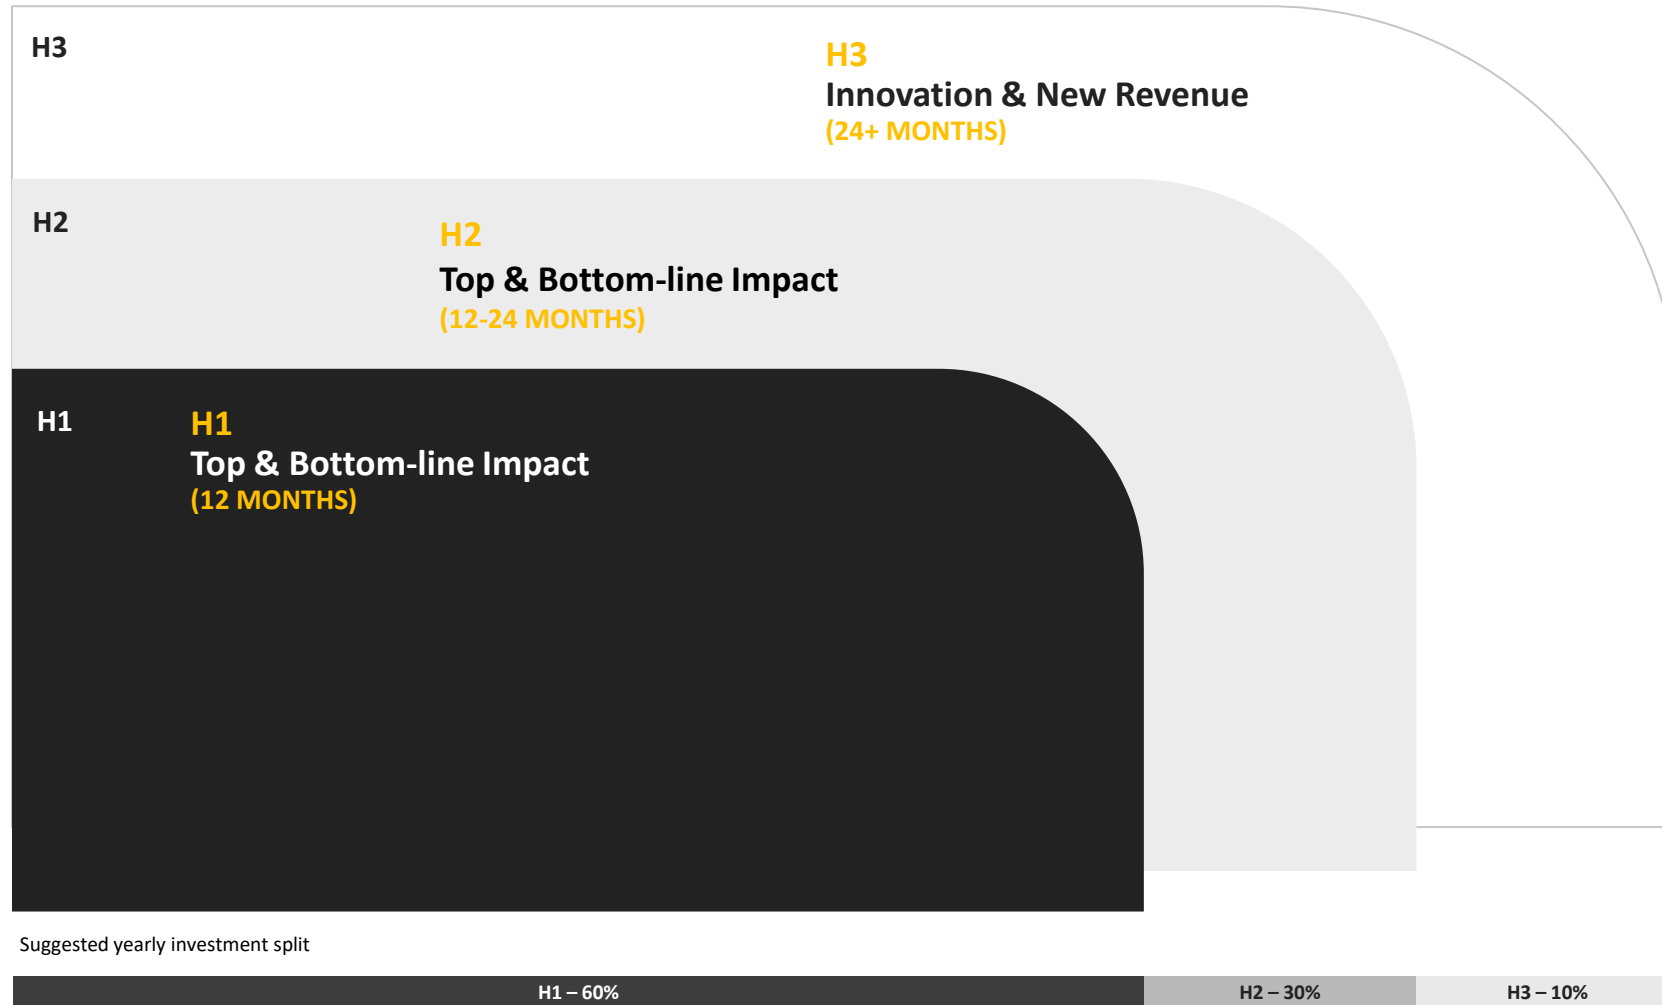 H3
H3
Innovation & New Revenue
(24+ MONTHS)
H2
H2
Top & Bottom-line Impact
(12-24 MONTHS)
H1
H1
Top & Bottom-line Impact
(12 MONTHS)
Suggested yearly investment split
H1 – 60%
H2 – 30%
H3 – 10%